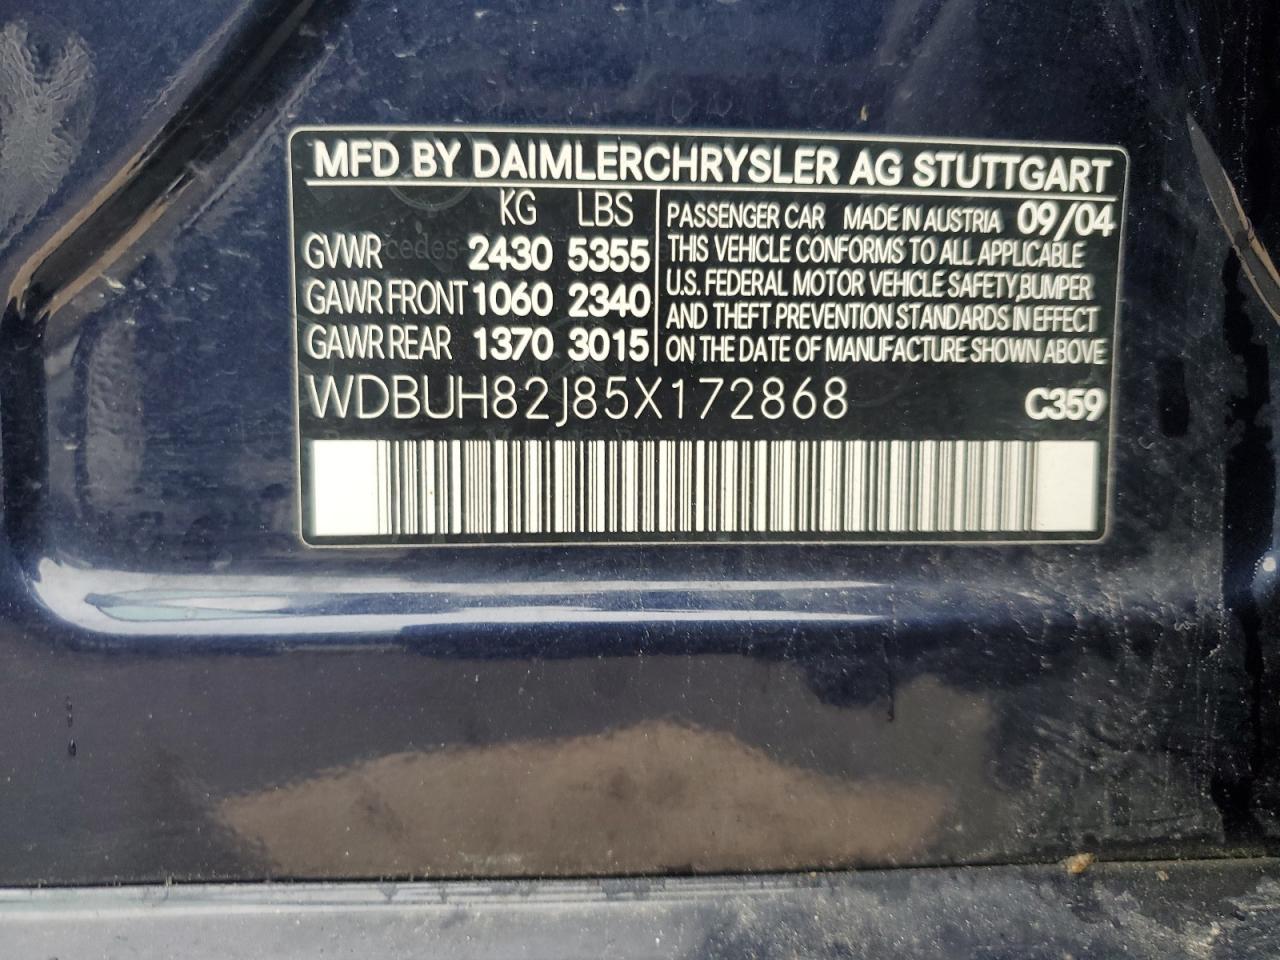 MFD BY DAIMLERCHRYSLER AG STUTTGART
KG LBS
GVWR 2430 5355
GAWR FRONT 1060 2340
GAWR REAR 1370 3015
PASSENGER CAR MADE IN AUSTRIA 09/04
THIS VEHICLE CONFORMS TO ALL APPLICABLE
U.S. FEDERAL MOTOR VEHICLE SAFETY,BUMPER
AND THEFT PREVENTION STANDARDS IN EFFECT
ON THE DATE OF MANUFACTURE SHOWN ABOVE
WDBUH82J85X172868 C359